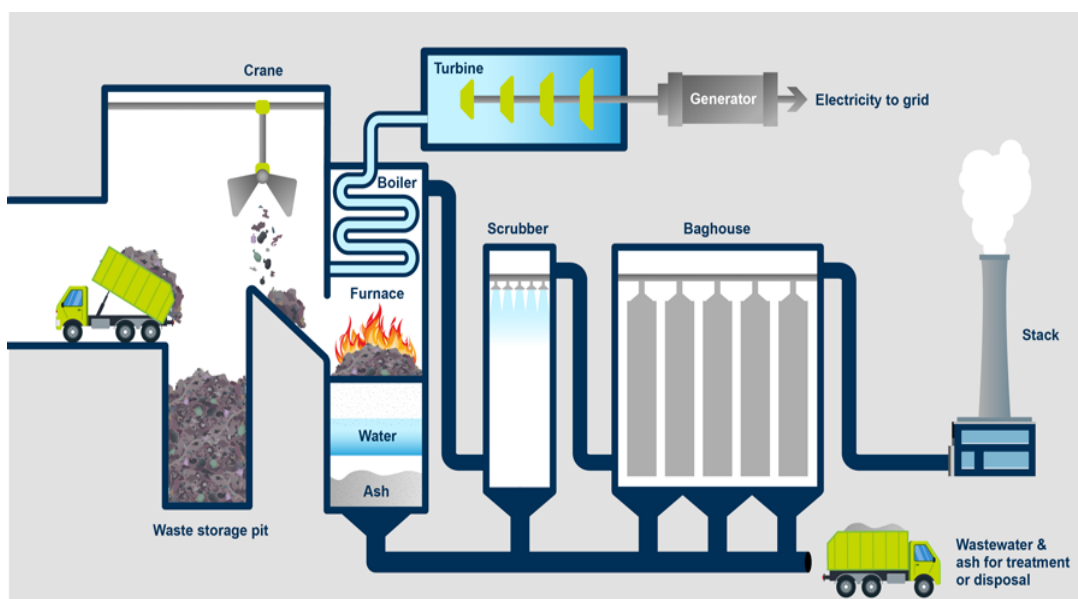 Crane
Turbine
Generator
Electricity to grid
Boiler
Scrubber
Baghouse
Furnace
Stack
Water
Ash
Waste storage pit
Wastewater &
ash for treatment
or disposal